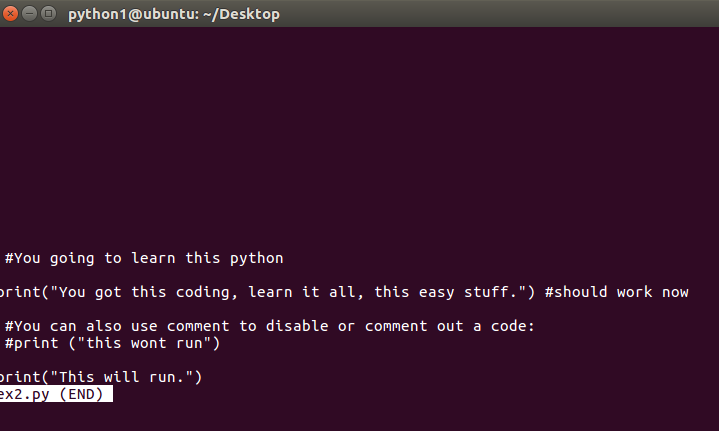 python1@ubuntu: ~/Desktop
#You going to learn this python
print("You got this coding, learn it all, this easy stuff.") #should work now
#You can also use comment to disable or comment out a code:
#print ("this wont run")
print("This will run.")
ex2.py (END)